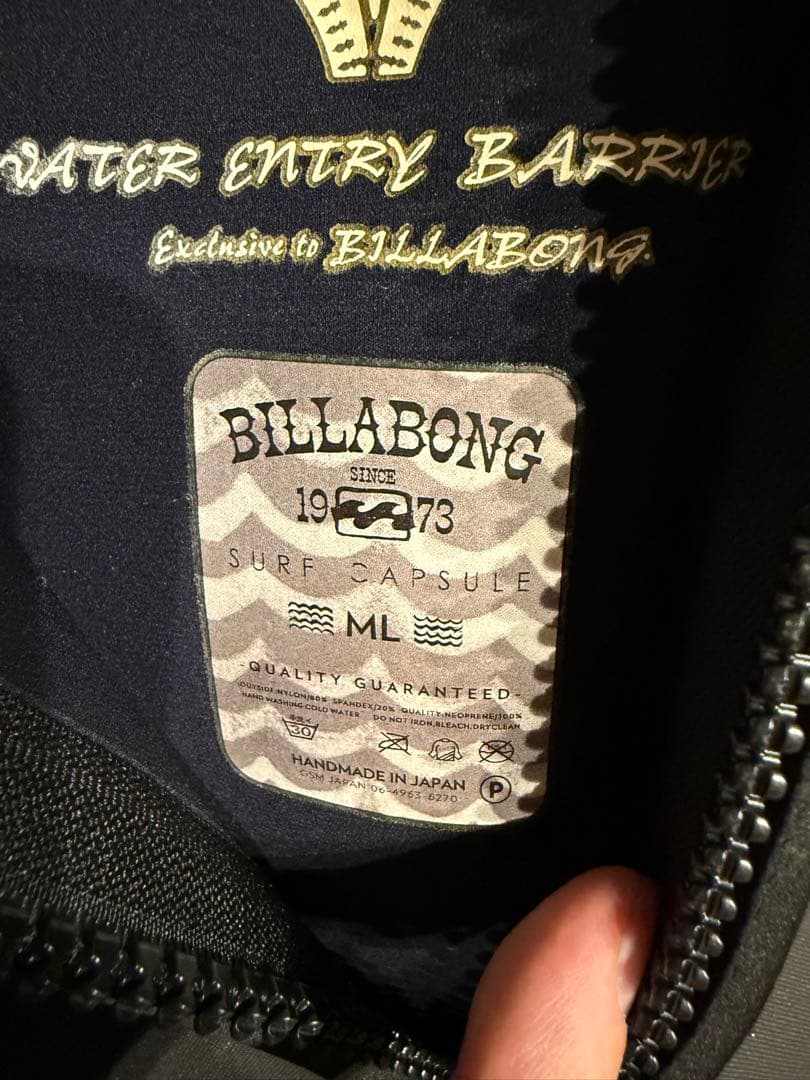 WATER ENTRY BARRIER
Exclusive to BILLABONG.
BILLABONG
SINCE
19 73
SURF CAPSULE
ML
-QUALITY GUARANTEED-
OUTSIDE:NYLON/80% SPANDEX/20% QUALITY:NEOPRENE/100%
HAND WASHING COLD WATER DO NOT IRON,BLEACH,DRYCLEAN
30
HANDMADE IN JAPAN
GSM JAPAN 06-4963-6270
P